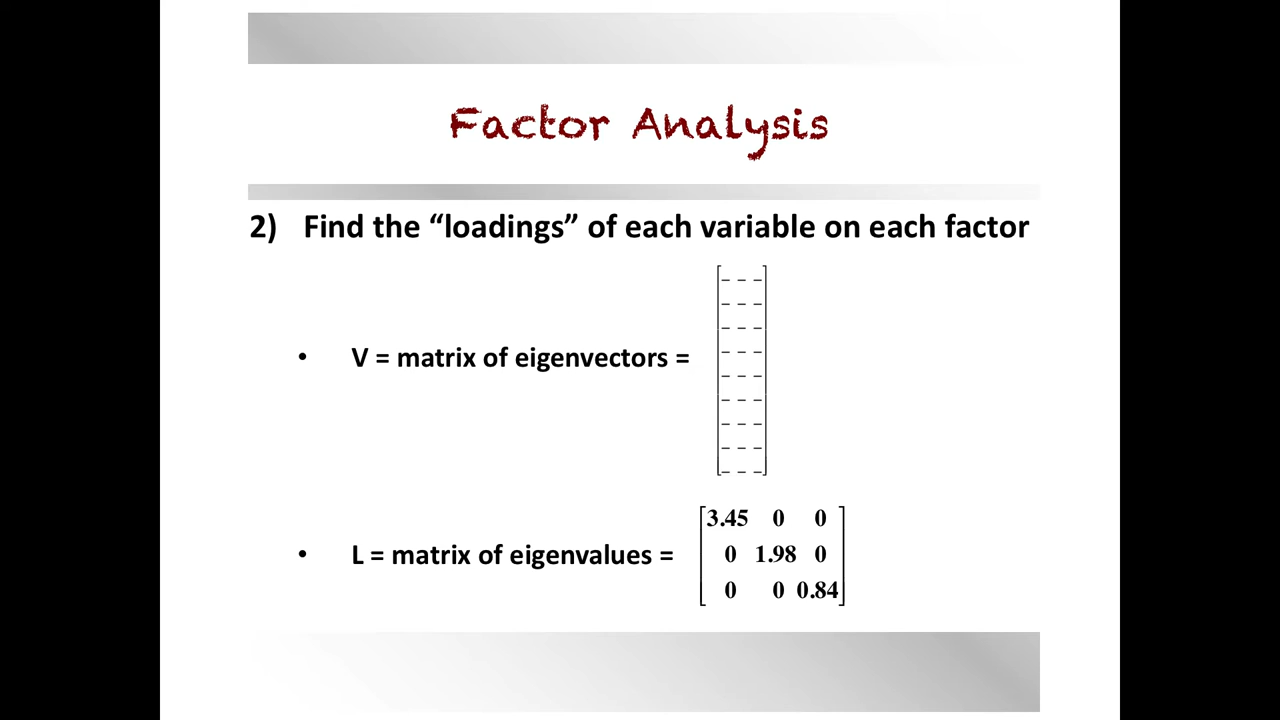 Factor Analysis
2) Find the “loadings” of each variable on each factor
• V = matrix of eigenvectors = [– – –
– – –
– – –
– – –
– – –
– – –
– – –
– – –
– – –]
• L = matrix of eigenvalues = [3.45 0 0
0 1.98 0
0 0 0.84]